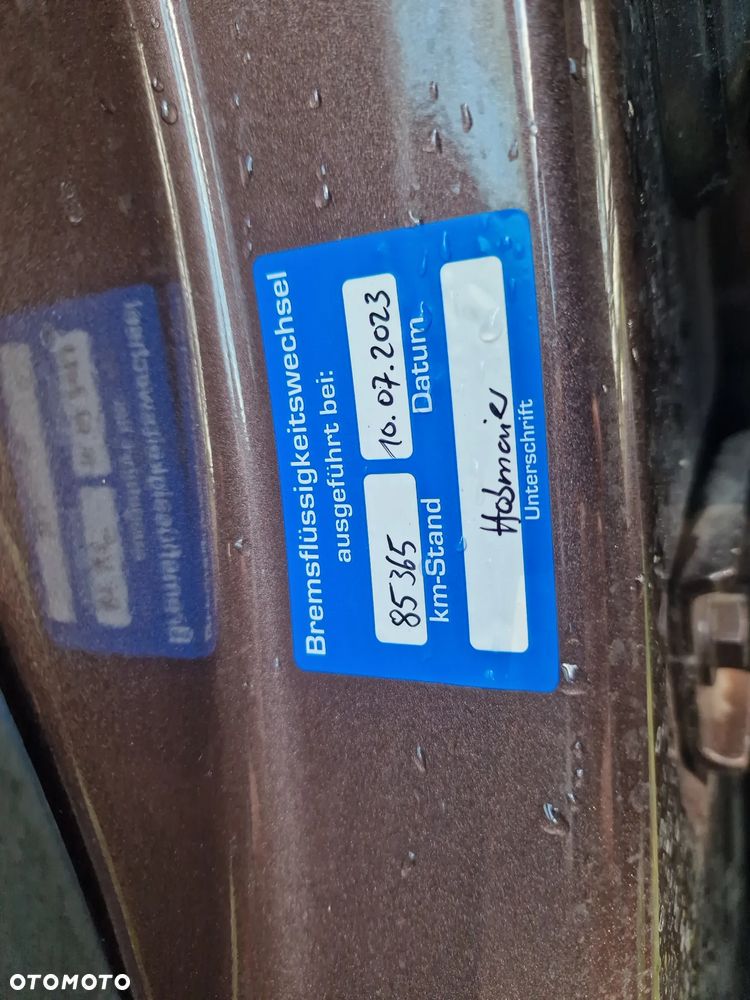 Bremsflüssigkeitswechsel
ausgeführt bei:
85365 10.07.2023
km-Stand Datum
Unterschrift
OTOMOTO